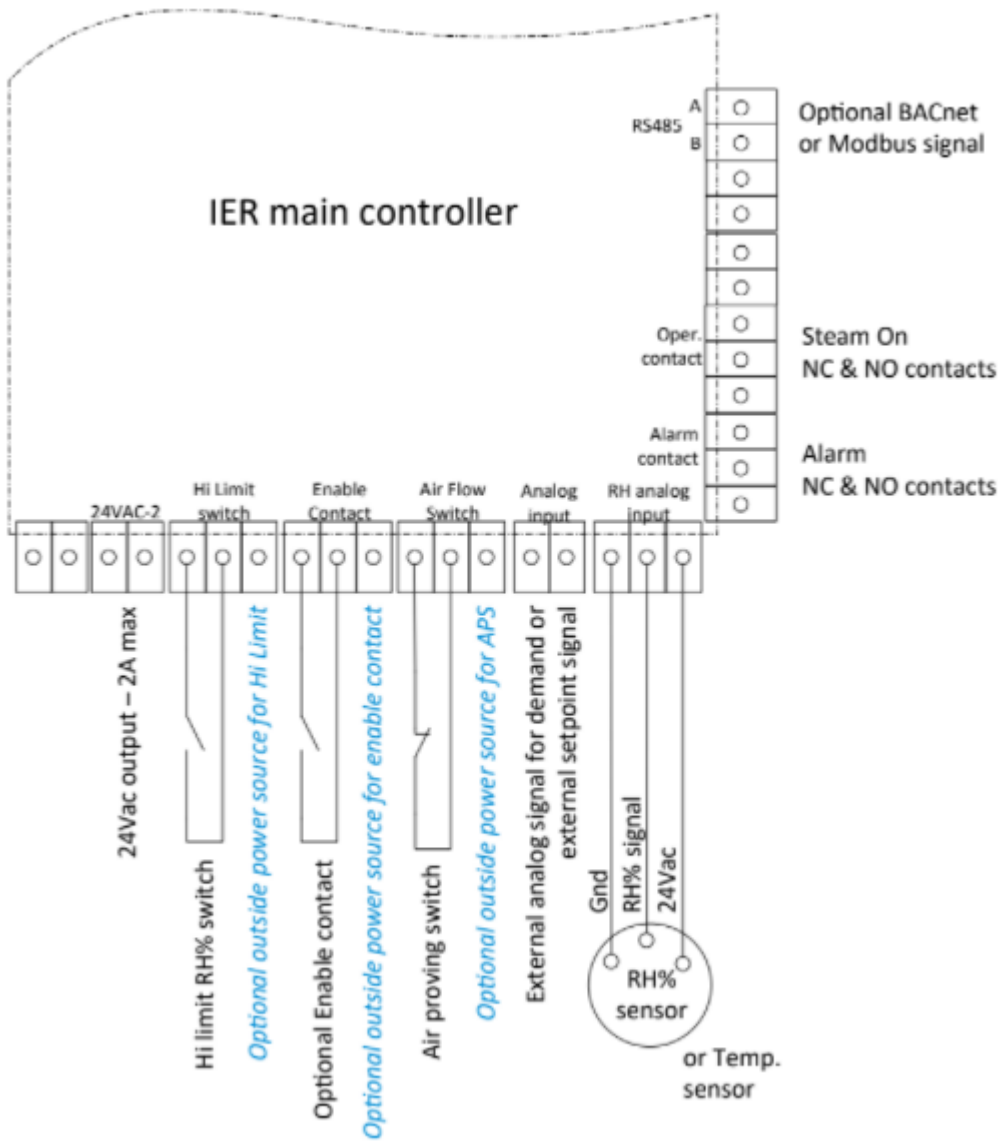 A
RS485
B
Optional BACnet
or Modbus signal
IER main controller
Oper.
contact
Steam On
NC & NO contacts
Alarm
contact
Alarm
NC & NO contacts
24VAC-2
Hi Limit
switch
Enable
Contact
Air Flow
Switch
Analog
input
RH analog
input
24Vac output – 2A max
Hi limit RH% switch
Optional outside power source for Hi Limit
Optional Enable contact
Optional outside power source for enable contact
Air proving switch
Optional outside power source for APS
External analog signal for demand or
external setpoint signal
Gnd
RH% signal
24Vac
RH%
sensor
or Temp.
sensor